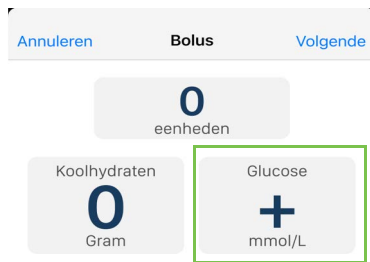 Annuleren Bolus Volgende
0
eenheden
Koolhydraten Glucose
0 +
Gram mmol/L